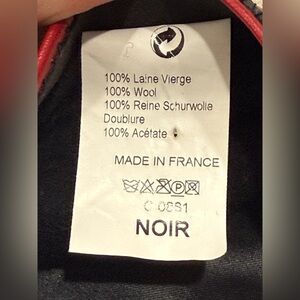 100% Laine Vierge
100% Wool
100% Reine Schurwolle
Doublure
100% Acétate
MADE IN FRANCE
NOIR